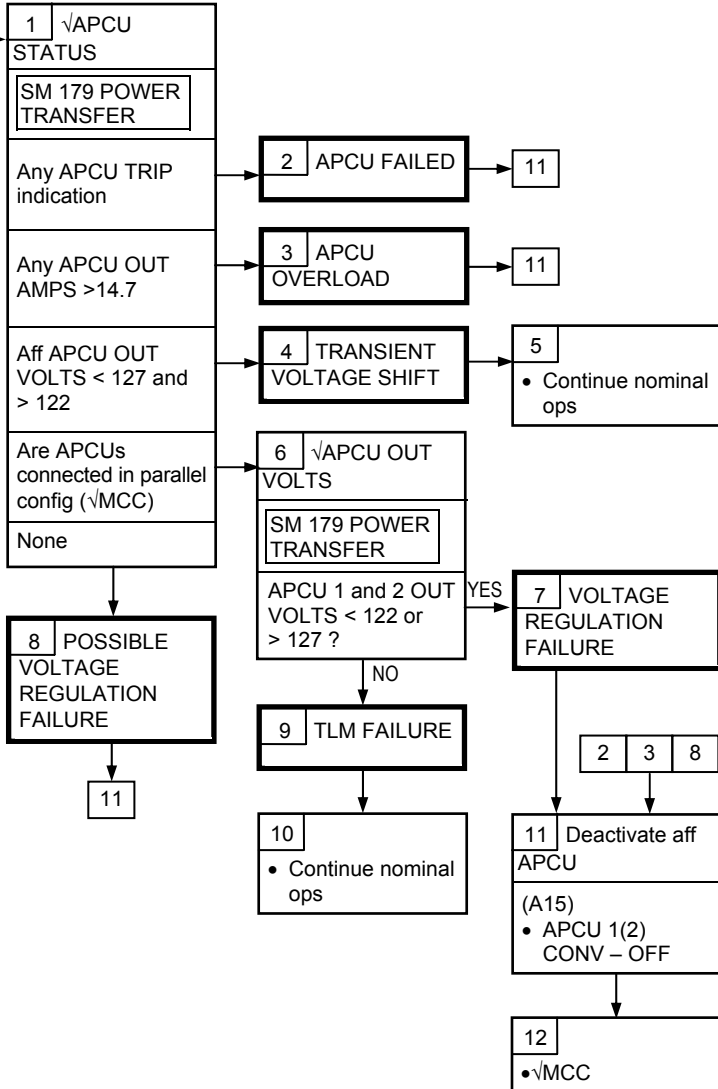 1 √APCU
STATUS
SM 179 POWER
TRANSFER
Any APCU TRIP
indication
Any APCU OUT
AMPS >14.7
Aff APCU OUT
VOLTS < 127 and
> 122
Are APCUs
connected in parallel
config (√MCC)
None
2 APCU FAILED
11
3 APCU
OVERLOAD
11
4 TRANSIENT
VOLTAGE SHIFT
5
• Continue nominal
ops
6 √APCU OUT
VOLTS
SM 179 POWER
TRANSFER
APCU 1 and 2 OUT
VOLTS < 122 or
> 127 ?
YES
NO
7 VOLTAGE
REGULATION
FAILURE
8 POSSIBLE
VOLTAGE
REGULATION
FAILURE
11
9 TLM FAILURE
10
• Continue nominal
ops
2 3 8
11 Deactivate aff
APCU
(A15)
• APCU 1(2)
CONV – OFF
12
•√MCC